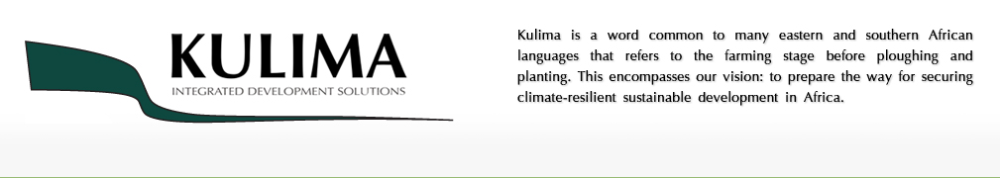 KULIMA
INTEGRATED DEVELOPMENT SOLUTIONS
Kulima is a word common to many eastern and southern African
languages that refers to the farming stage before ploughing and
planting. This encompasses our vision: to prepare the way for securing
climate-resilient sustainable development in Africa.